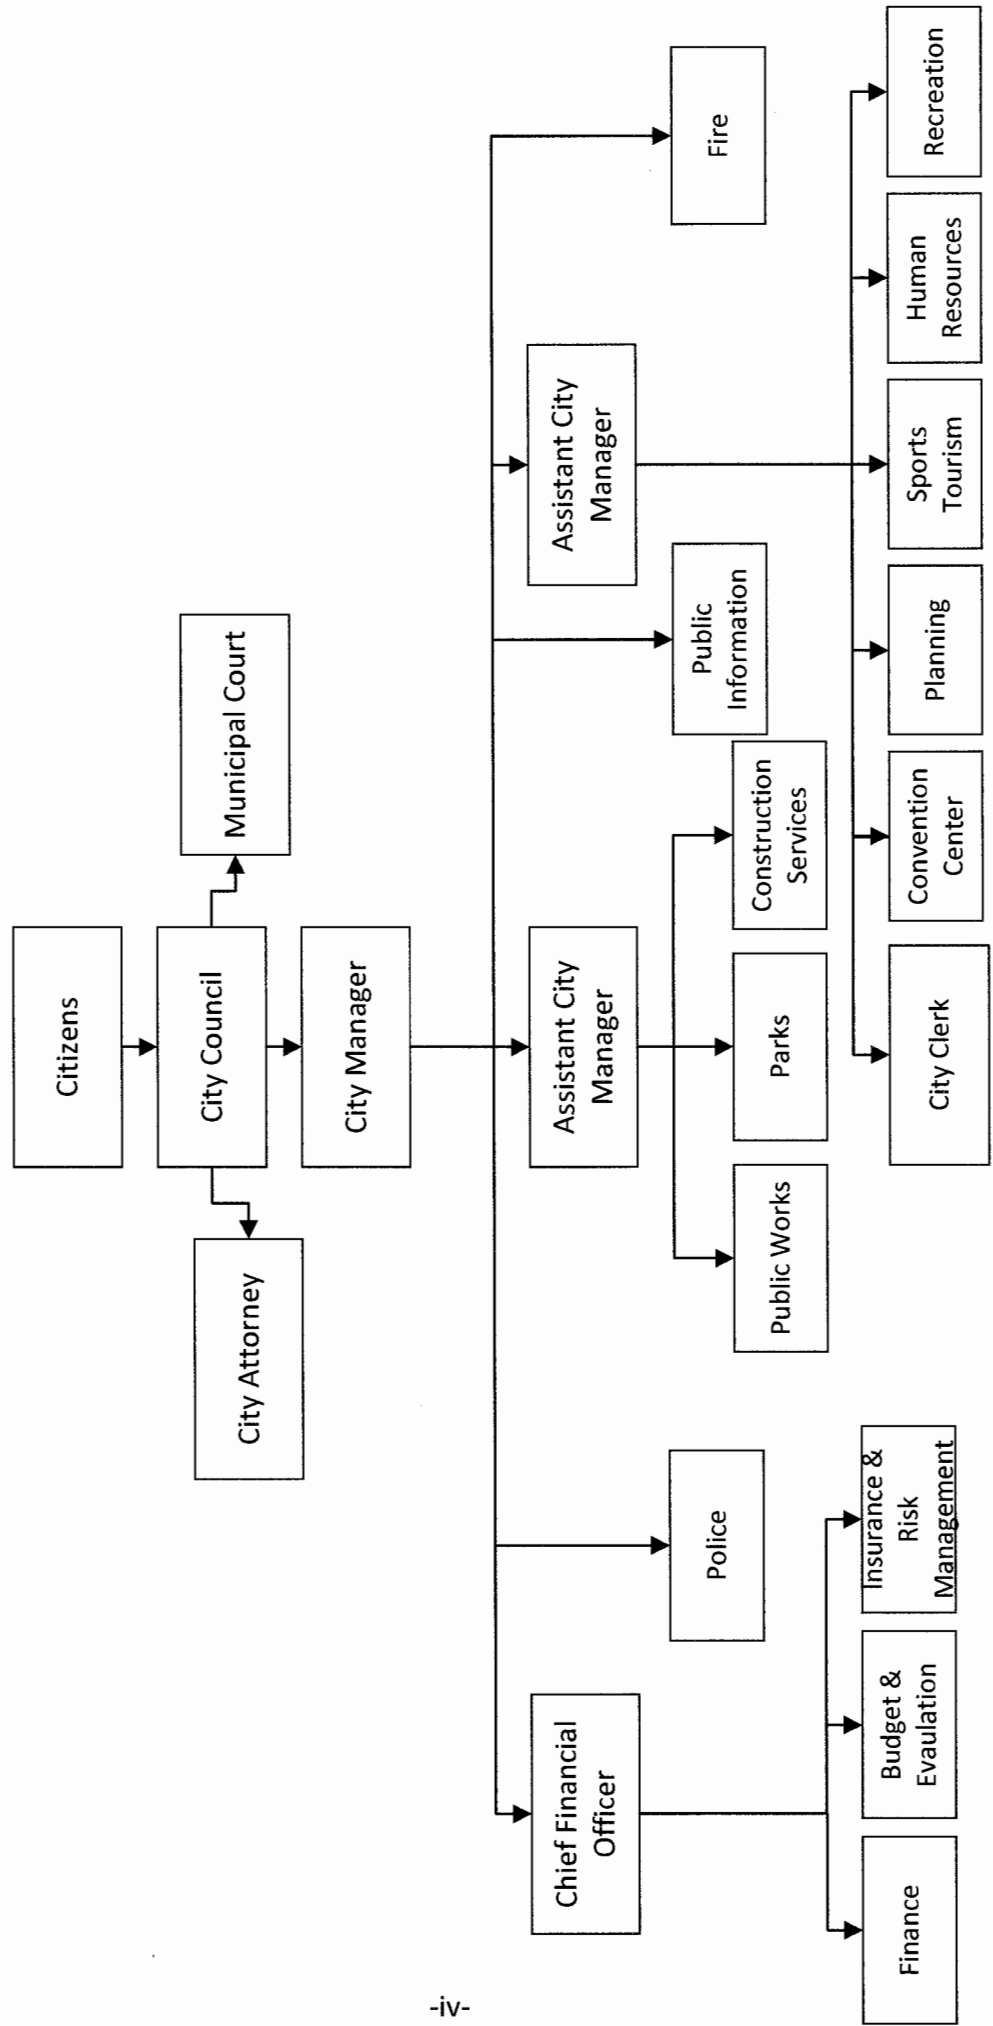 Citizens
City Council
City Attorney
Municipal Court
City Manager
Chief Financial
Officer
Police
Assistant City
Manager
Public
Information
Assistant City
Manager
Fire
Public Works
Parks
Construction
Services
Finance
Budget &
Evaulation
Insurance &
Risk
Management
City Clerk
Convention
Center
Planning
Sports
Tourism
Human
Resources
Recreation
-iv-